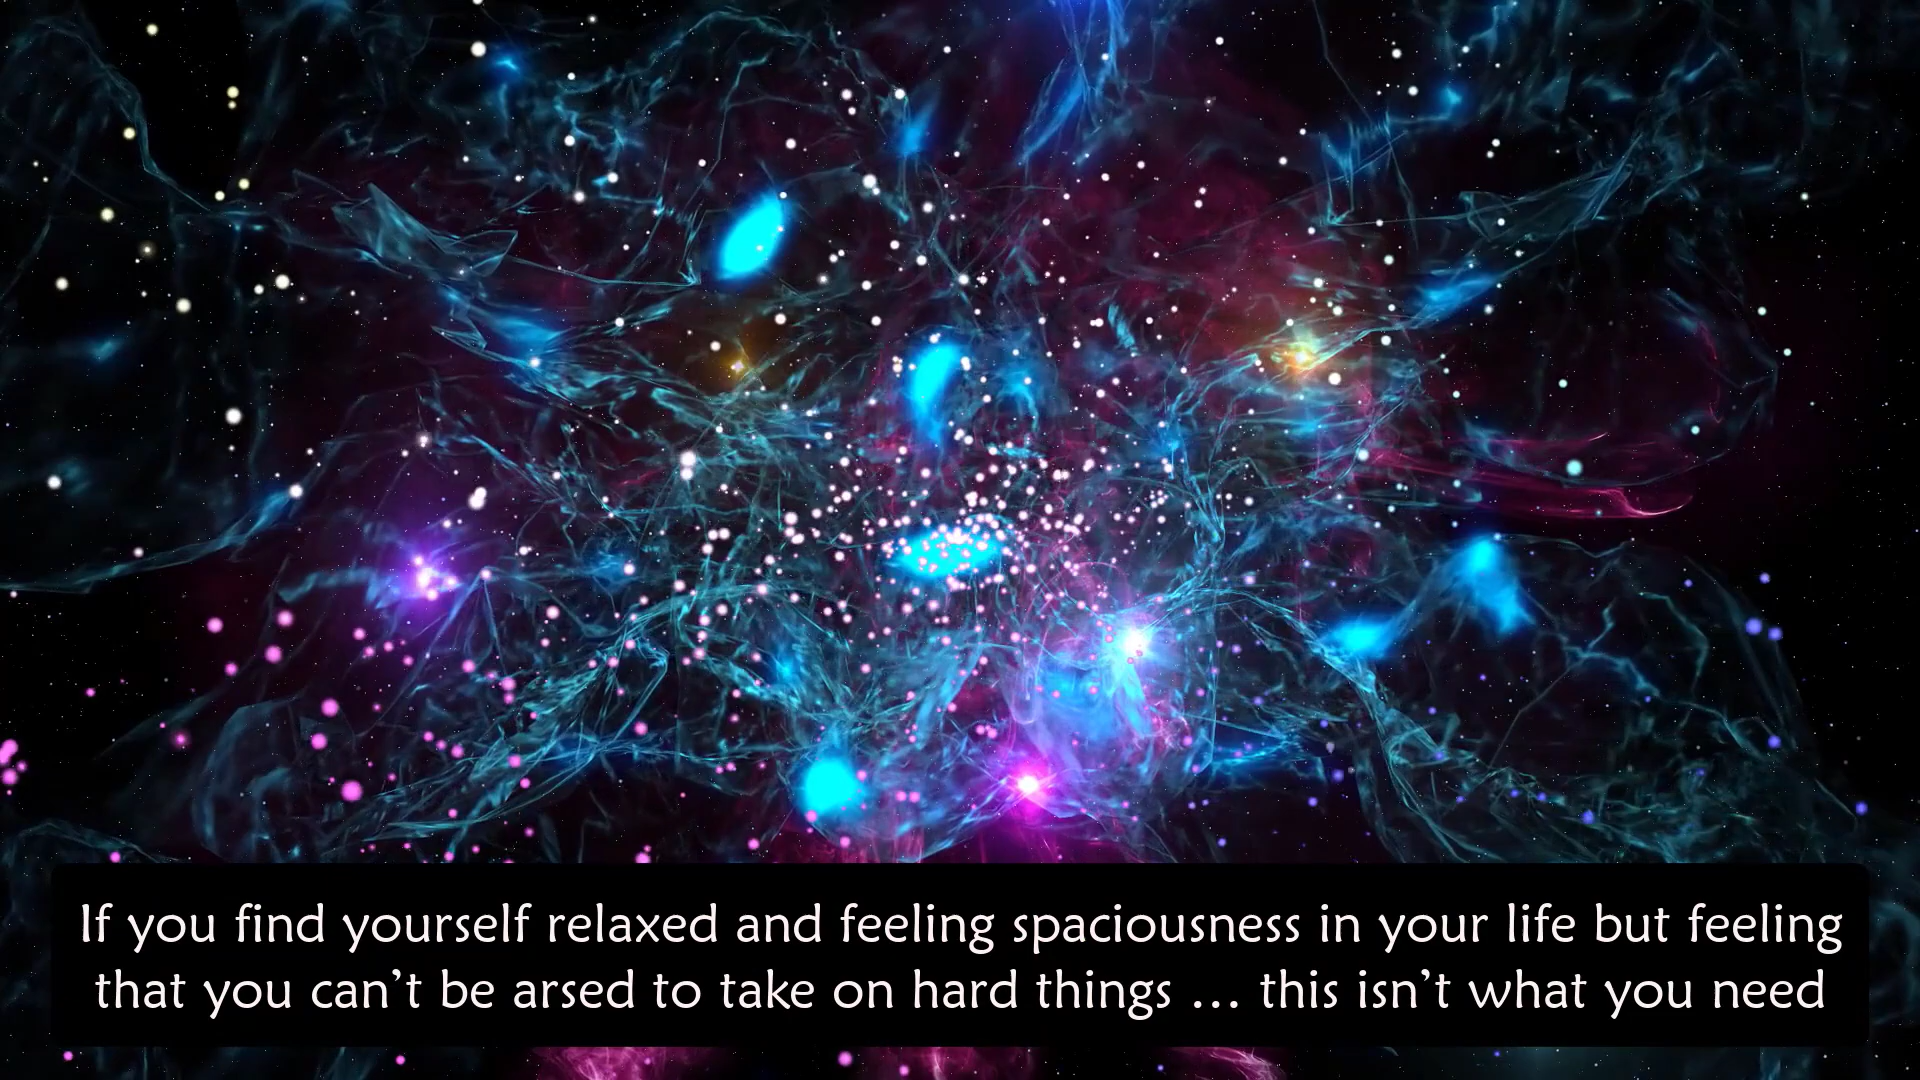 If you find yourself relaxed and feeling spaciousness in your life but feeling
that you can’t be arsed to take on hard things … this isn’t what you need